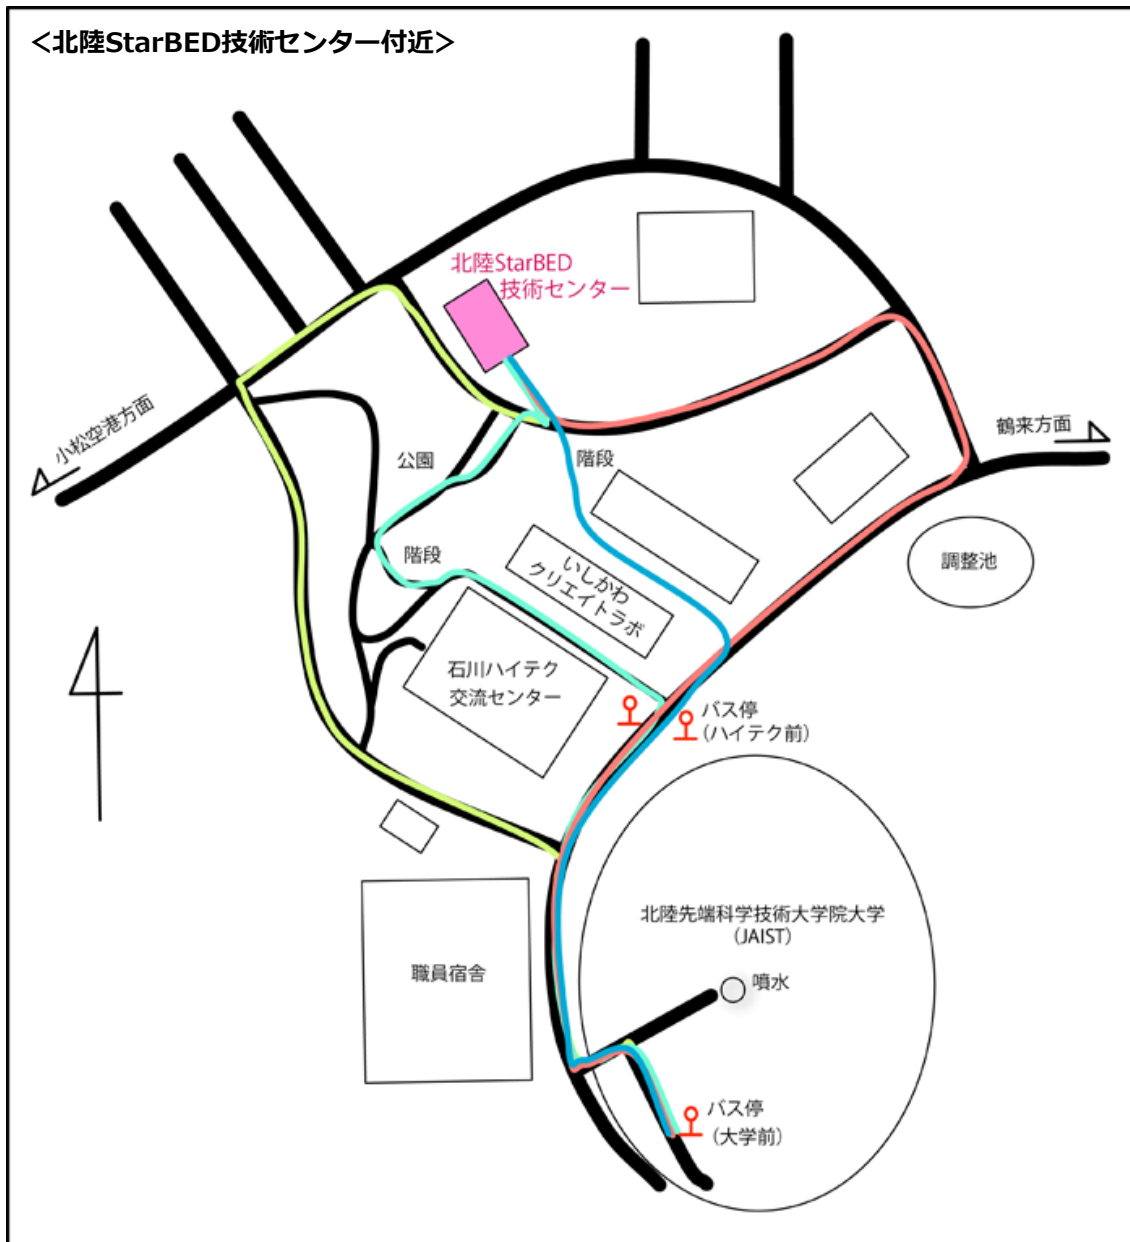 ＜北陸StarBED技術センター付近＞
北陸StarBED
技術センター
小松空港方面
鶴来方面
公園
階段
階段
いしかわ
クリエイトラボ
調整池
石川ハイテク
交流センター
バス停
（ハイテク前）
北陸先端科学技術大学院大学
（JAIST）
職員宿舎
噴水
バス停
（大学前）